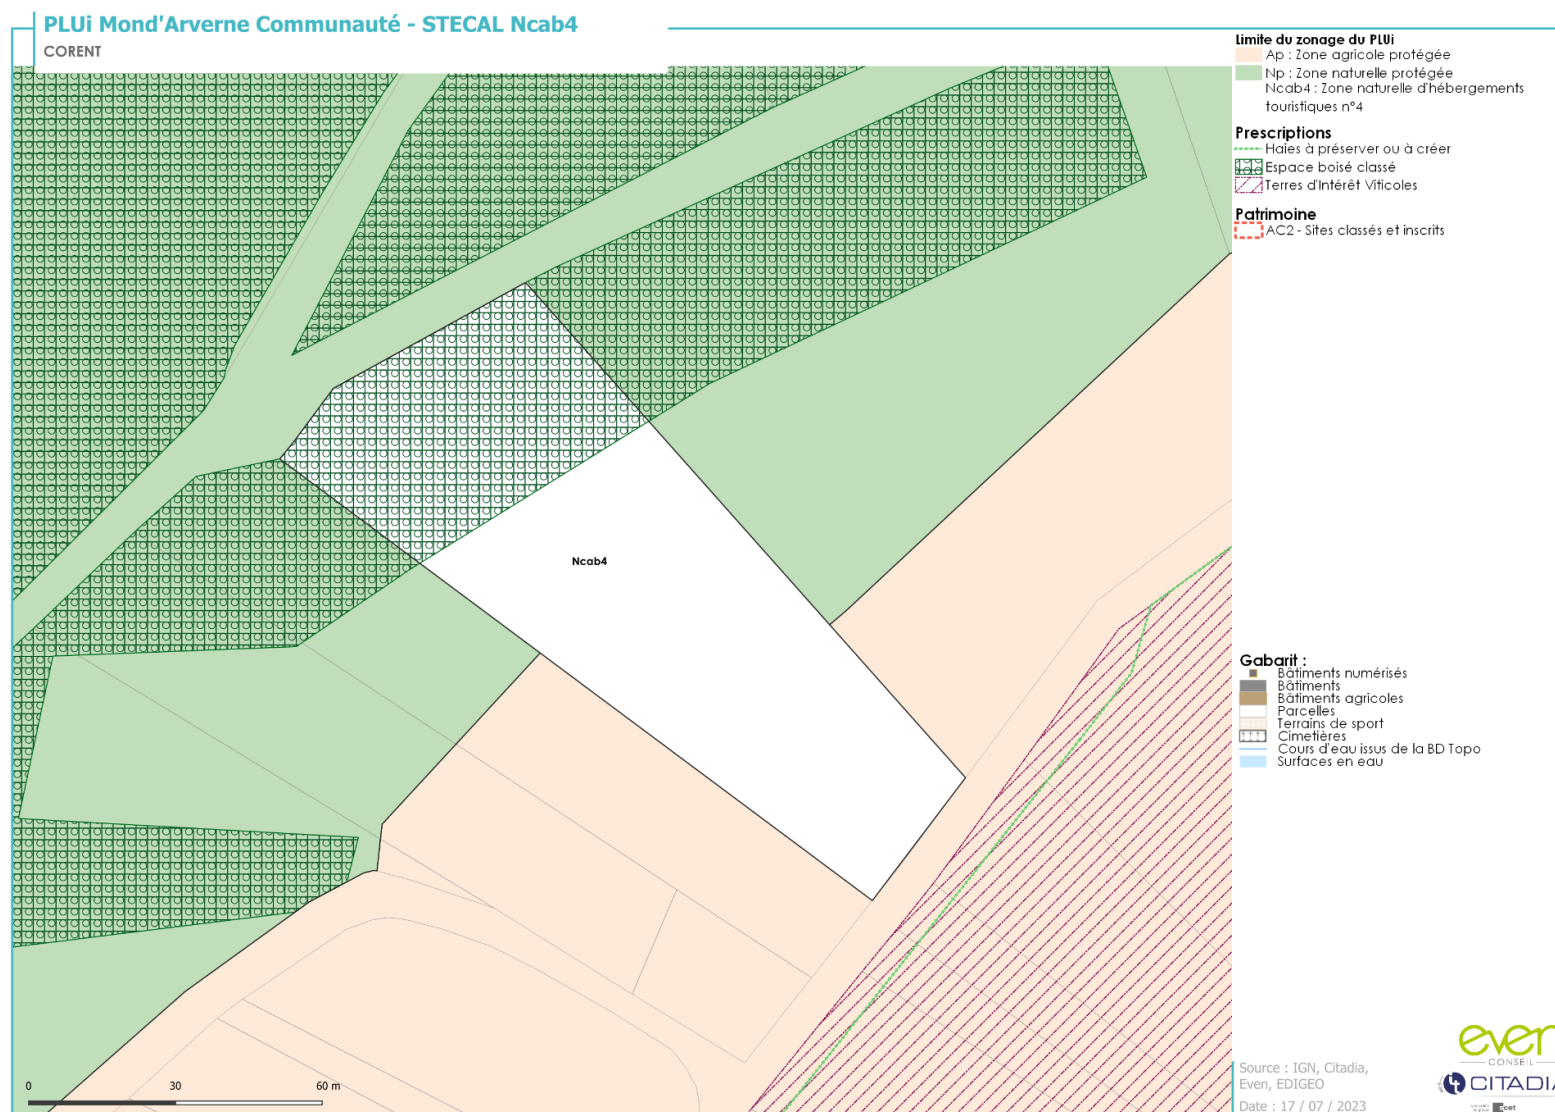 PLUi Mond'Arverne Communauté - STECAL Ncab4
CORENT
Limite du zonage du PLUi
Ap : Zone agricole protégée
Np : Zone naturelle protégée
Ncab4 : Zone naturelle d'hébergements
touristiques n°4
Prescriptions
Haies à préserver ou à créer
Espace boisé classé
Terres d'Intérêt Viticoles
Patrimoine
AC2 - Sites classés et inscrits
Ncab4
Gabarit :
Bâtiments numérisés
Bâtiments
Bâtiments agricoles
Parcelles
Terrains de sport
Cimetières
Cours d'eau issus de la BD Topo
Surfaces en eau
0 30 60 m
Source : IGN, Citadia,
Even, EDIGEO
Date : 17 / 07 / 2023
even
CONSEIL
CITADIA